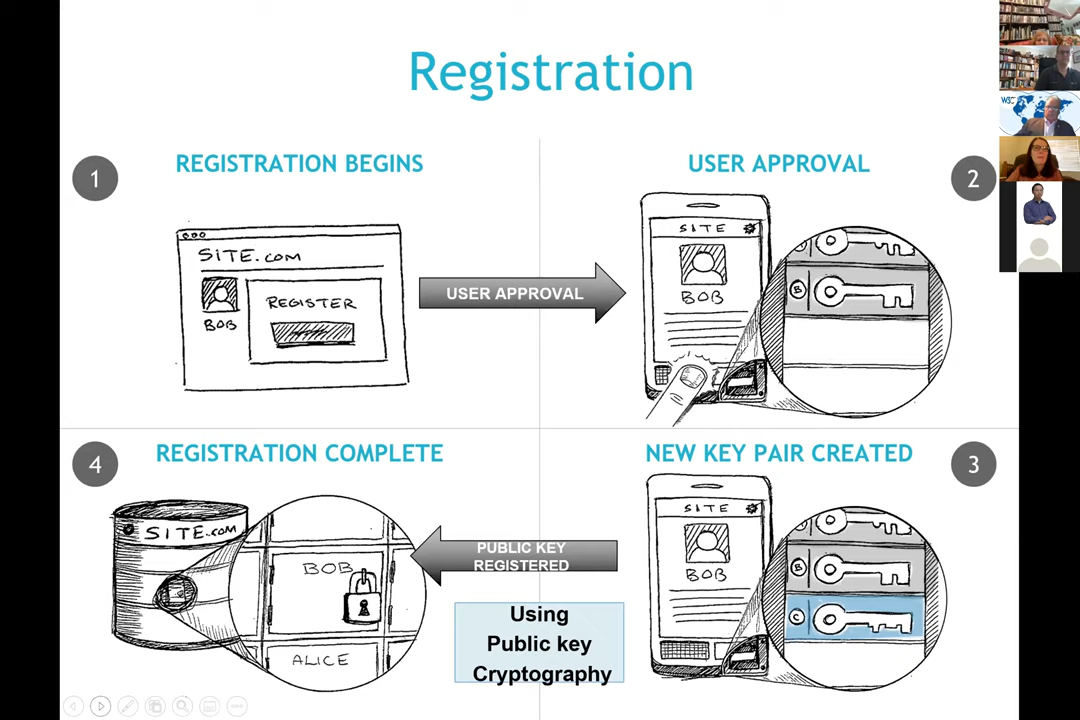 Registration
1
REGISTRATION BEGINS
SITE.COM
BOB
REGISTER
USER APPROVAL
USER APPROVAL
2
SITE
BOB
B
4
REGISTRATION COMPLETE
SITE.COM
BOB
ALICE
PUBLIC KEY
REGISTERED
Using
Public key
Cryptography
NEW KEY PAIR CREATED
3
SITE
BOB
B
C
W3C